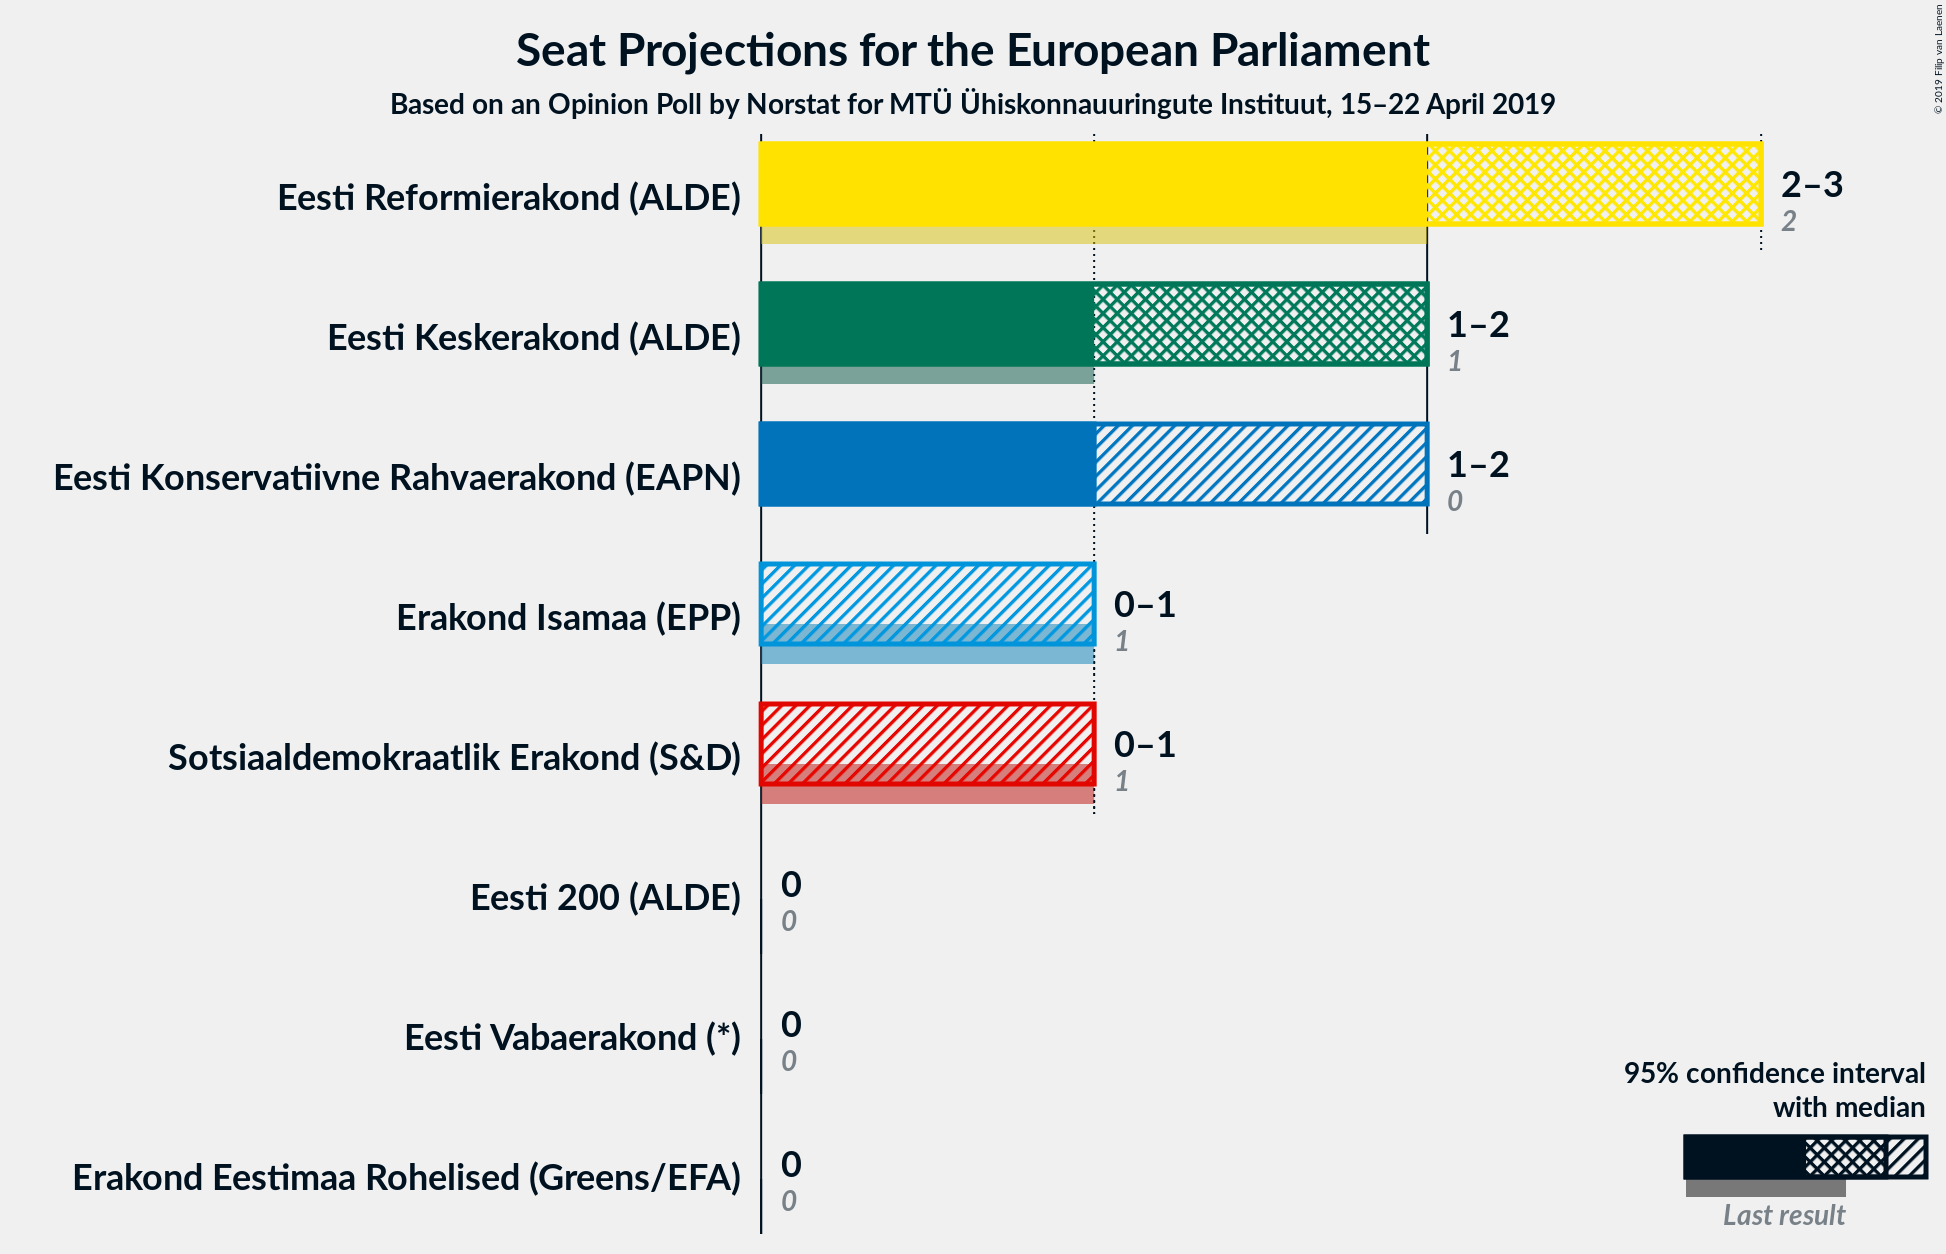 Seat Projections for the European Parliament
Based on an Opinion Poll by Norstat for MTÜ Ühiskonnauuringute Instituut, 15–22 April 2019
© 2019 Filip van Laenen
Eesti Reformierakond (ALDE)
2–3
2
Eesti Keskerakond (ALDE)
1–2
1
Eesti Konservatiivne Rahvaerakond (EAPN)
1–2
0
Erakond Isamaa (EPP)
0–1
1
Sotsiaaldemokraatlik Erakond (S&D)
0–1
1
Eesti 200 (ALDE)
0
0
Eesti Vabaerakond (*)
0
0
Erakond Eestimaa Rohelised (Greens/EFA)
0
0
95% confidence interval
with median
Last result